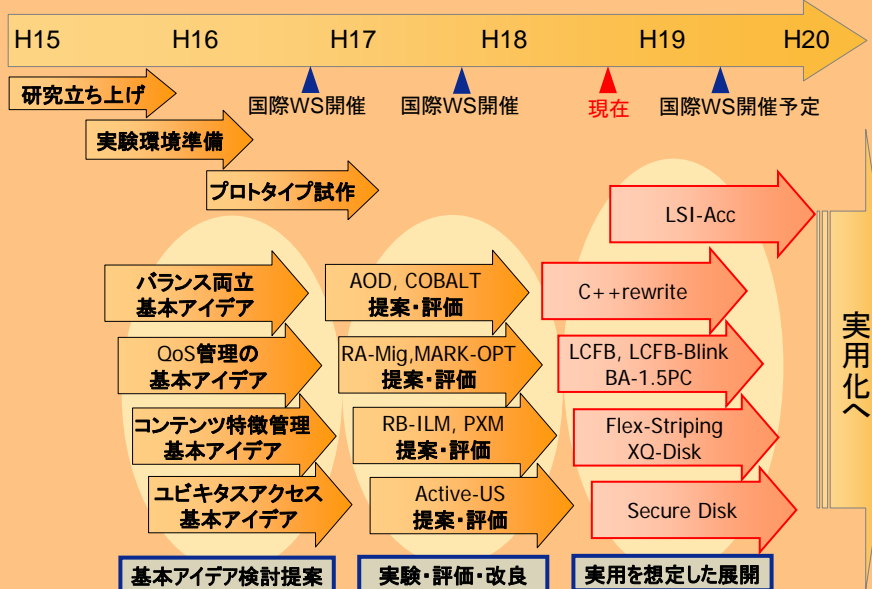 H15
H16
H17
H18
H19
H20
国際WS開催
国際WS開催
現在
国際WS開催予定
研究立ち上げ
実験環境準備
プロトタイプ試作
LSI-Acc
バランス両立
基本アイデア
AOD, COBALT
提案・評価
C++rewrite
QoS管理の
基本アイデア
RA-Mig,MARK-OPT
提案・評価
LCFB, LCFB-Blink
BA-1.5PC
コンテンツ特徴管理
基本アイデア
RB-ILM, PXM
提案・評価
Flex-Striping
XQ-Disk
ユビキタスアクセス
基本アイデア
Active-US
提案・評価
Secure Disk
実用化へ
基本アイデア検討提案
実験・評価・改良
実用を想定した展開